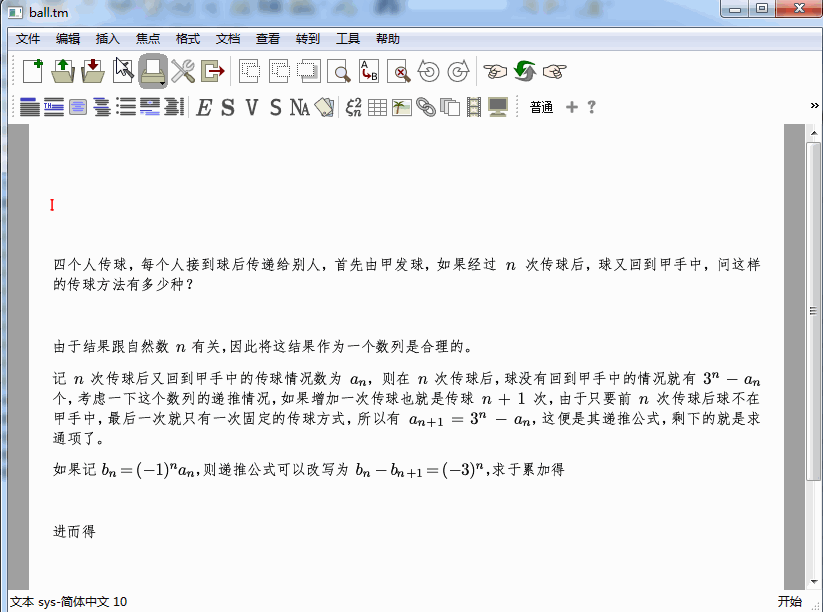 ball.tm
文件 编辑 插入 焦点 格式 文档 查看 转到 工具 帮助
普通 + ? »
四个人传球，每个人接到球后传递给别人，首先由甲发球，如果经过 n 次传球后，球又回到甲手中，问这样
的传球方法有多少种？
由于结果跟自然数 n 有关,因此将这结果作为一个数列是合理的。
记 n 次传球后又回到甲手中的传球情况数为 aₙ，则在 n 次传球后,球没有回到甲手中的情况就有 3ⁿ − aₙ
个,考虑一下这个数列的递推情况,如果增加一次传球也就是传球 n + 1 次,由于只要前 n 次传球后球不在
甲手中,最后一次就只有一次固定的传球方式,所以有 aₙ₊₁ = 3ⁿ − aₙ,这便是其递推公式,剩下的就是求
通项了。
如果记 bₙ = (−1)ⁿaₙ,则递推公式可以改写为 bₙ − bₙ₊₁ = (−3)ⁿ,求于累加得
进而得
文本 sys-简体中文 10 开始